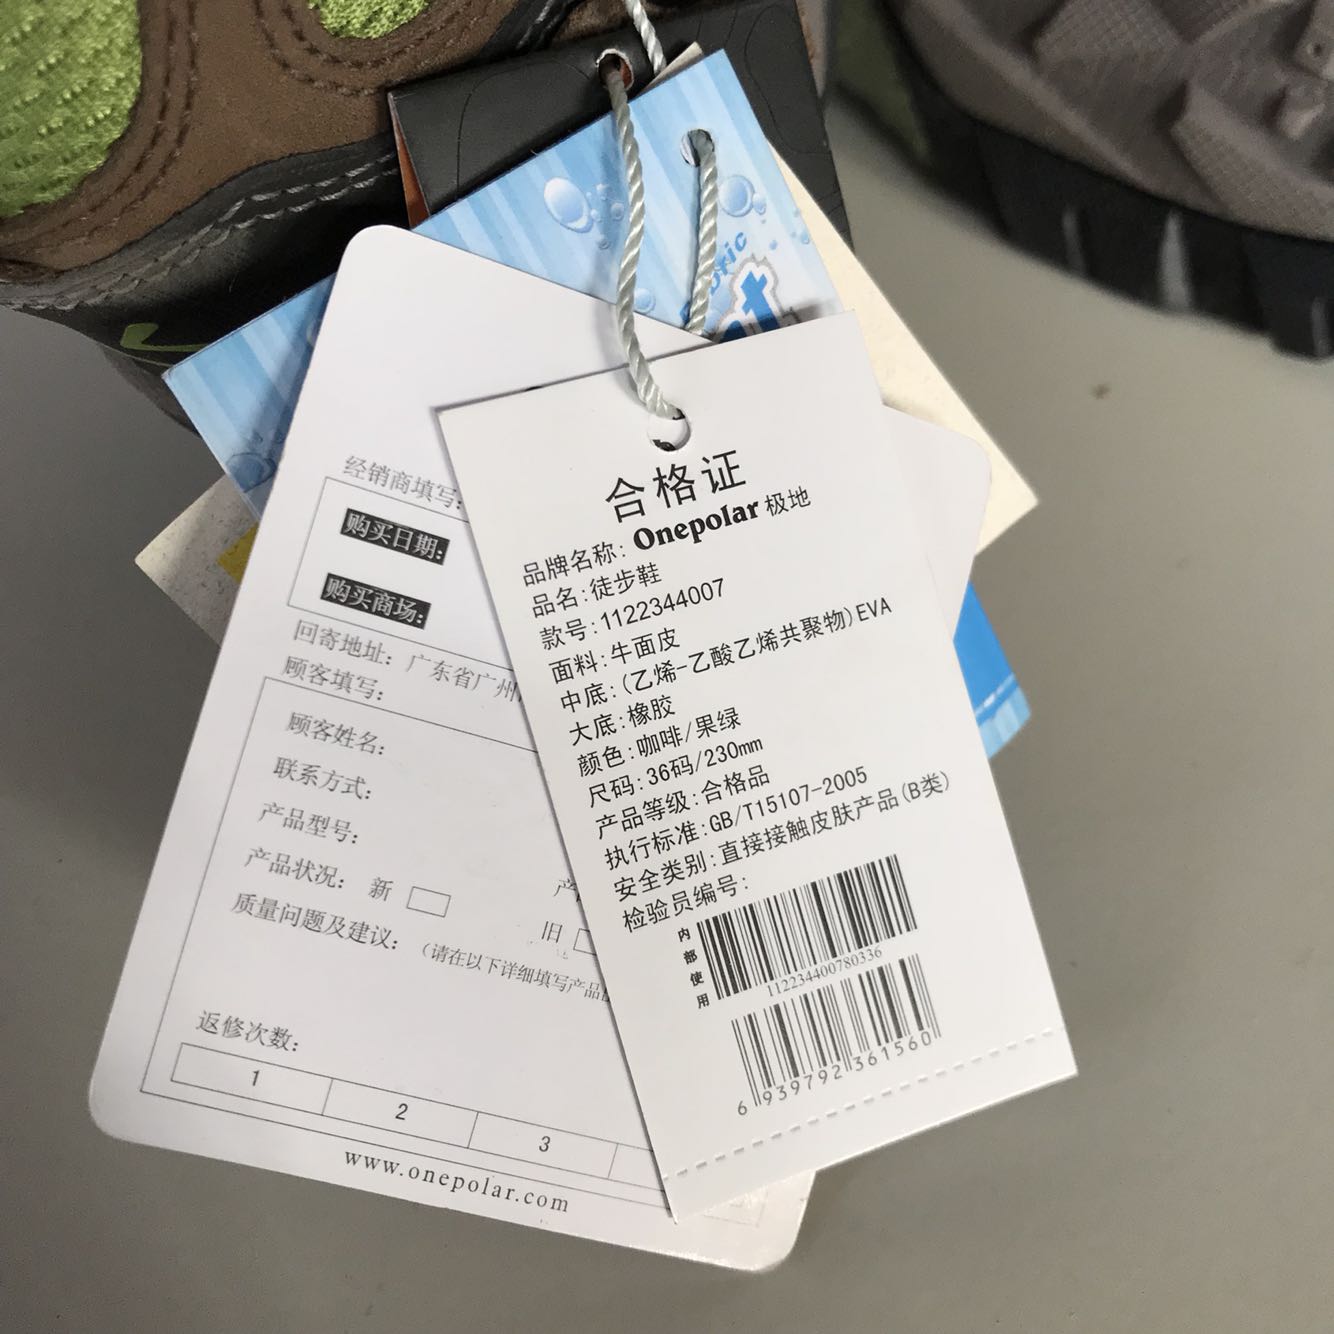 合格证
品牌名称: Onepolar 极地
品名:徒步鞋
款号:1122344007
面料:牛面皮
中底:(乙烯-乙酸乙烯共聚物)EVA
大底:橡胶
颜色:咖啡/果绿
尺码:36码/230mm
产品等级:合格品
执行标准:GB/T15107-2005
安全类别:直接接触皮肤产品(B类)
检验员编号:
内部使用
112234400780336
6 939792 361560
经销商填写:
购买日期:
购买商场:
回寄地址: 广东省广州
顾客填写:
顾客姓名:
联系方式:
产品型号:
产品状况: 新
旧
质量问题及建议: (请在以下详细填写产品
返修次数:
1 2 3
www.onepolar.com